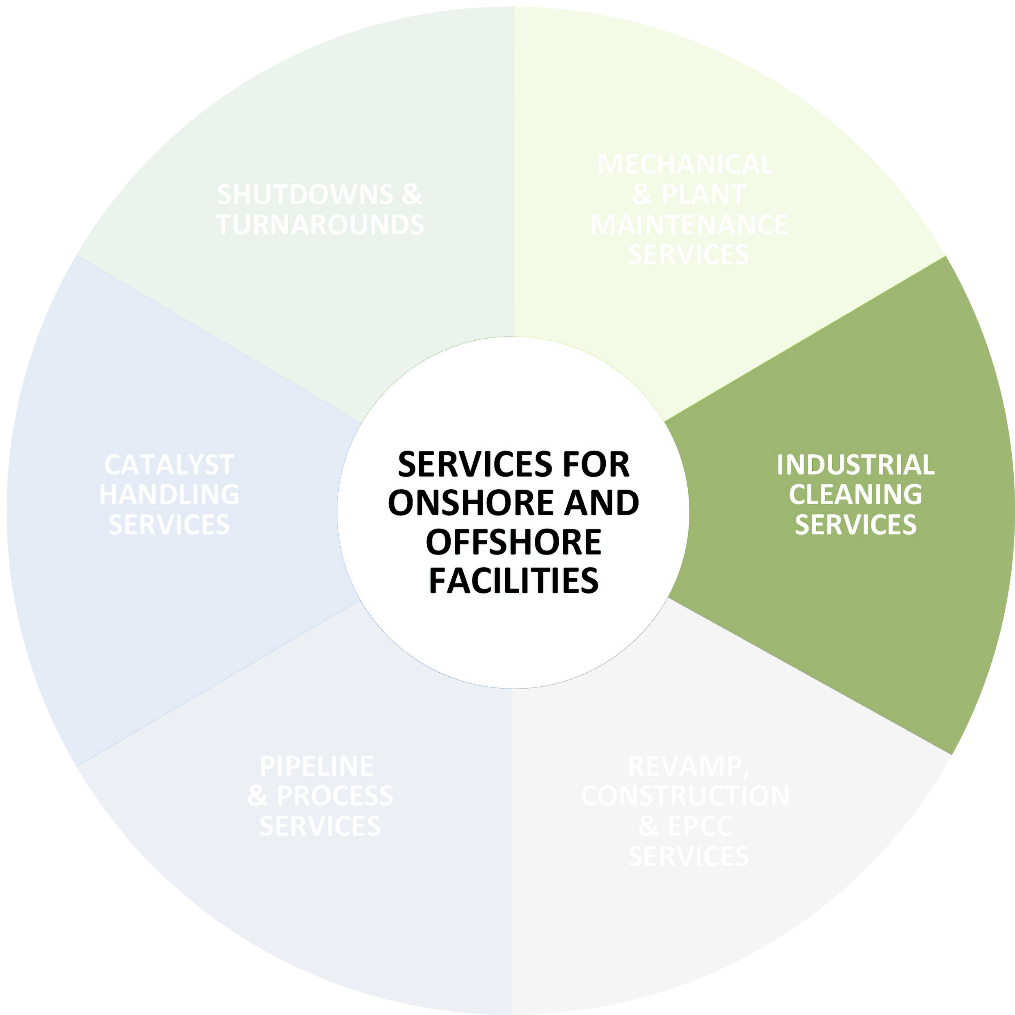 SHUTDOWNS &
TURNAROUNDS
MECHANICAL
& PLANT
MAINTENANCE
SERVICES
CATALYST
HANDLING
SERVICES
SERVICES FOR
ONSHORE AND
OFFSHORE
FACILITIES
INDUSTRIAL
CLEANING
SERVICES
PIPELINE
& PROCESS
SERVICES
REVAMP,
CONSTRUCTION
& EPCC
SERVICES